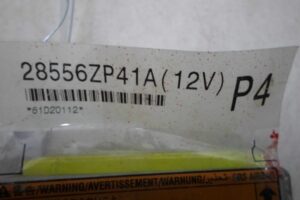 28556ZP41A(12V) P4
*61D20112*
/WARNING/AVERTISSEMENT/WARNUNG/